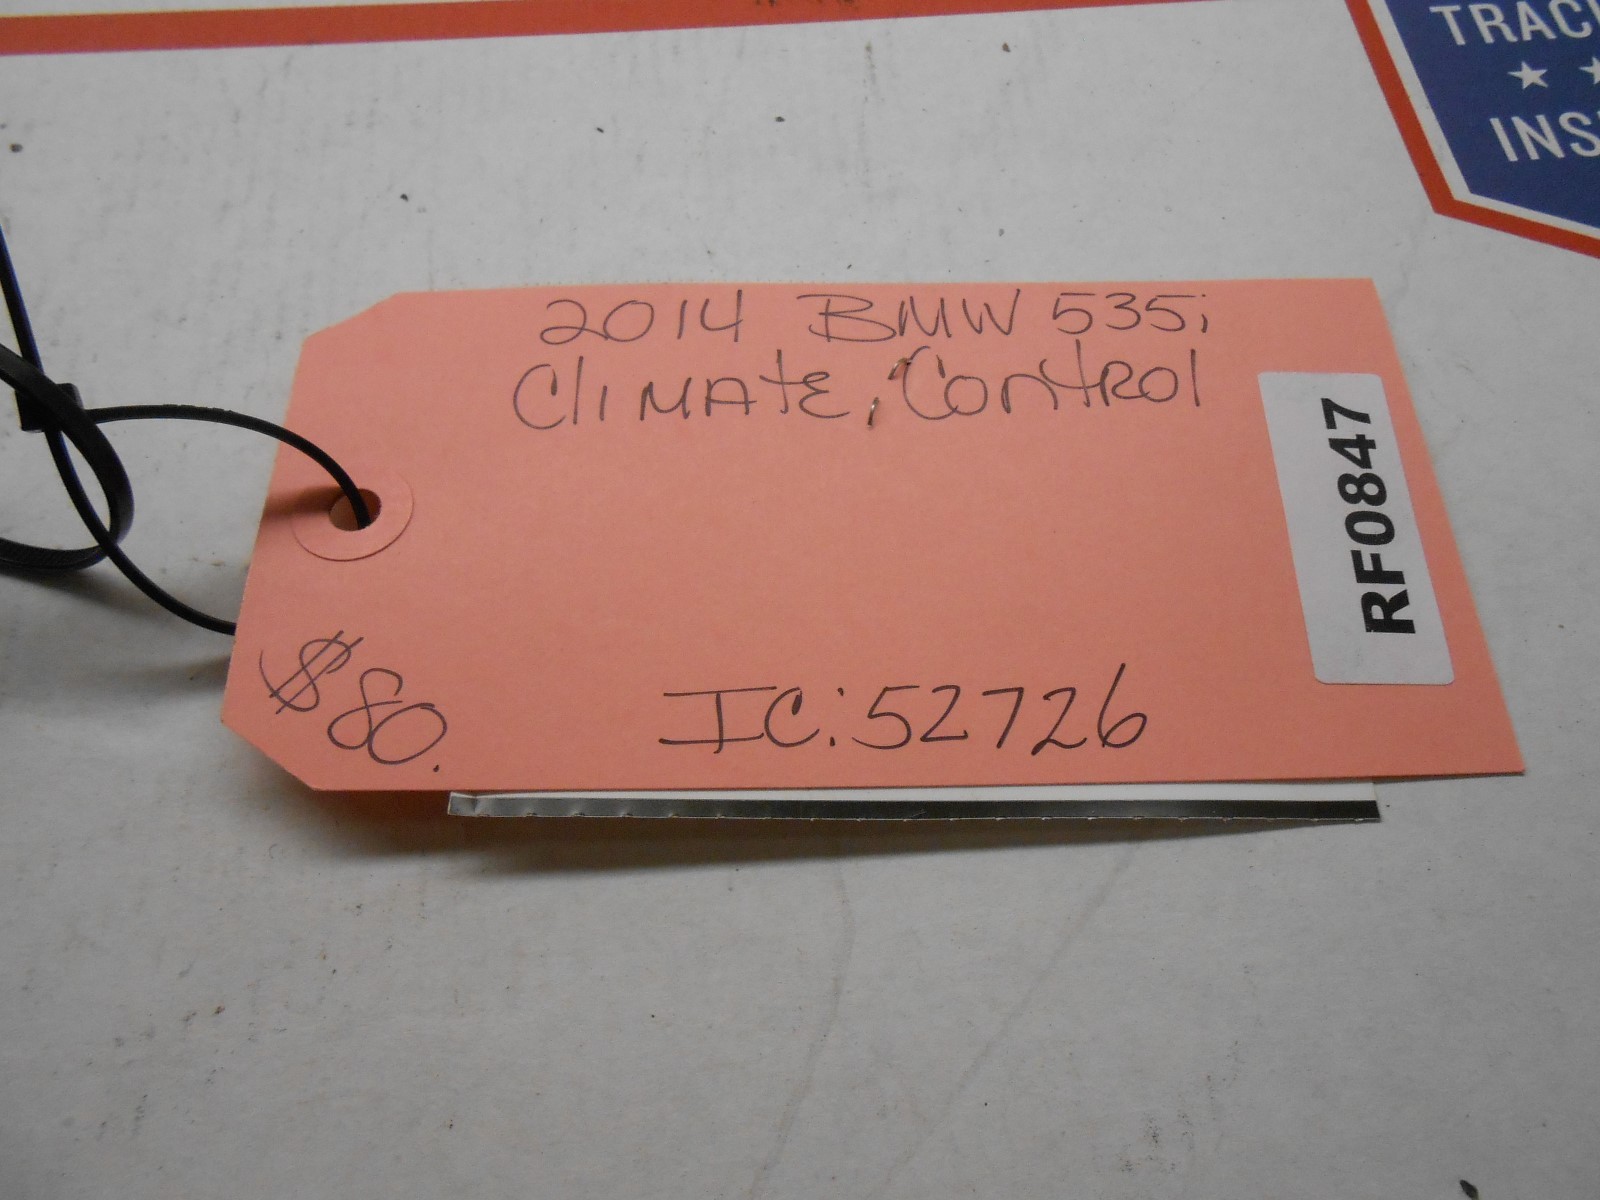 TRAC
INS
2014 BMW 535i
Climate Control
RF0847
$80.
IC: 52726